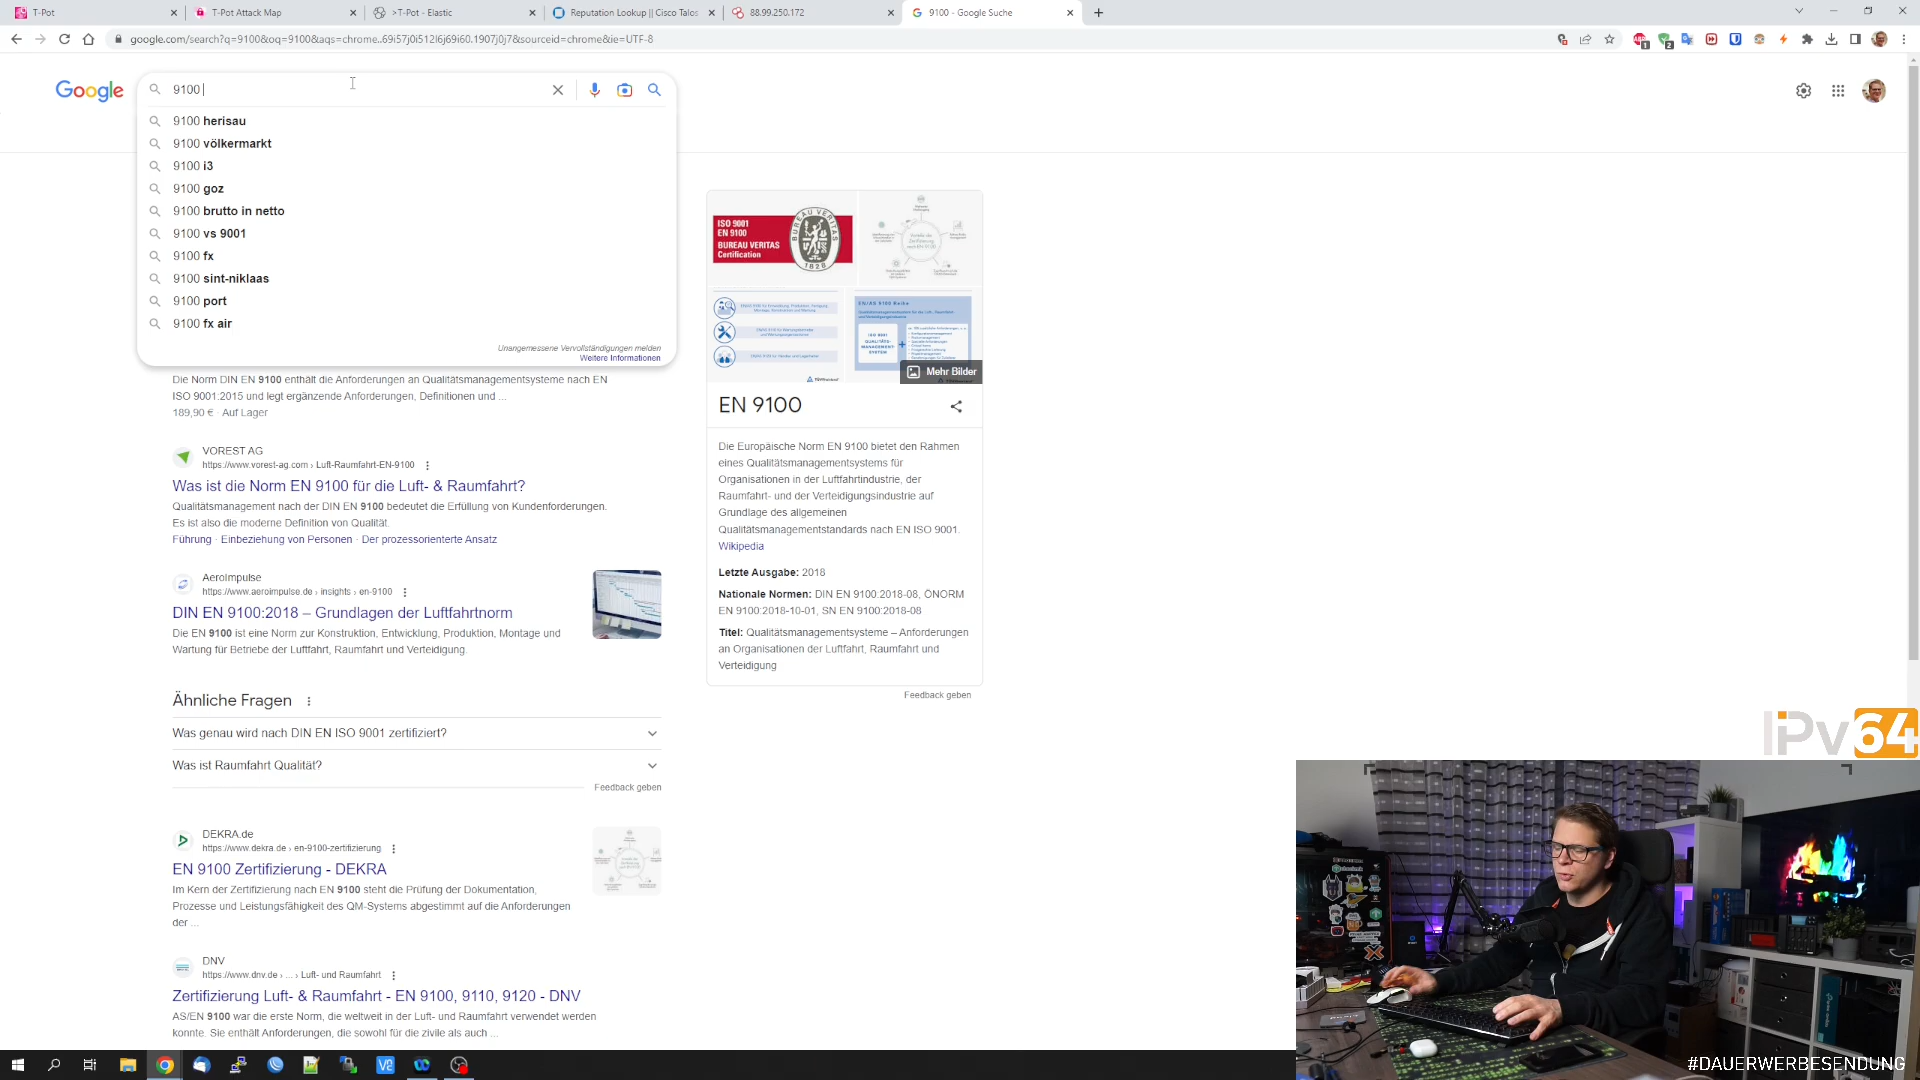 T-Pot
T-Pot Attack Map
>T-Pot - Elastic
Reputation Lookup || Cisco Talos
88.99.250.172
9100 - Google Suche
google.com/search?q=9100&oq=9100&aqs=chrome..69i57j0i512l6j69i60.1907j0j7&sourceid=chrome&ie=UTF-8
Google
9100
9100 herisau
9100 völkermarkt
9100 i3
9100 goz
9100 brutto in netto
9100 vs 9001
9100 fx
9100 sint-niklaas
9100 port
9100 fx air
Unangemessene Vervollständigungen melden
Weitere Informationen
Die Norm DIN EN 9100 enthält die Anforderungen an Qualitätsmanagementsysteme nach EN
ISO 9001:2015 und legt ergänzende Anforderungen, Definitionen und ...
189,90 € · Auf Lager
VOREST AG
https://www.vorest-ag.com › Luft-Raumfahrt-EN-9100
Was ist die Norm EN 9100 für die Luft- & Raumfahrt?
Qualitätsmanagement nach der DIN EN 9100 bedeutet die Erfüllung von Kundenforderungen.
Es ist also die moderne Definition von Qualität.
Führung · Einbeziehung von Personen · Der prozessorientierte Ansatz
AeroImpulse
https://www.aeroimpulse.de › insights › en-9100
DIN EN 9100:2018 – Grundlagen der Luftfahrtnorm
Die EN 9100 ist eine Norm zur Konstruktion, Entwicklung, Produktion, Montage und
Wartung für Betriebe der Luftfahrt, Raumfahrt und Verteidigung.
Ähnliche Fragen
Was genau wird nach DIN EN ISO 9001 zertifiziert?
Was ist Raumfahrt Qualität?
Feedback geben
DEKRA.de
https://www.dekra.de › en-9100-zertifizierung
EN 9100 Zertifizierung - DEKRA
Im Kern der Zertifizierung nach EN 9100 steht die Prüfung der Dokumentation,
Prozesse und Leistungsfähigkeit des QM-Systems abgestimmt auf die Anforderungen
der ...
DNV
https://www.dnv.de › ... › Luft- und Raumfahrt
Zertifizierung Luft- & Raumfahrt - EN 9100, 9110, 9120 - DNV
AS/EN 9100 war die erste Norm, die weltweit in der Luft- und Raumfahrt verwendet werden
konnte. Sie enthält Anforderungen, die sowohl für die zivile als auch ...
ISO 9001
EN 9100
BUREAU VERITAS
Certification
BUREAU VERITAS
1828
Mehr Bilder
EN 9100
Die Europäische Norm EN 9100 bietet den Rahmen
eines Qualitätsmanagementsystems für
Organisationen in der Luftfahrtindustrie, der
Raumfahrt- und der Verteidigungsindustrie auf
Grundlage des allgemeinen
Qualitätsmanagementstandards nach EN ISO 9001.
Wikipedia
Letzte Ausgabe: 2018
Nationale Normen: DIN EN 9100:2018-08, ÖNORM
EN 9100:2018-10-01, SN EN 9100:2018-08
Titel: Qualitätsmanagementsysteme – Anforderungen
an Organisationen der Luftfahrt, Raumfahrt und
Verteidigung
Feedback geben
IPv64
#DAUERWERBESENDUNG